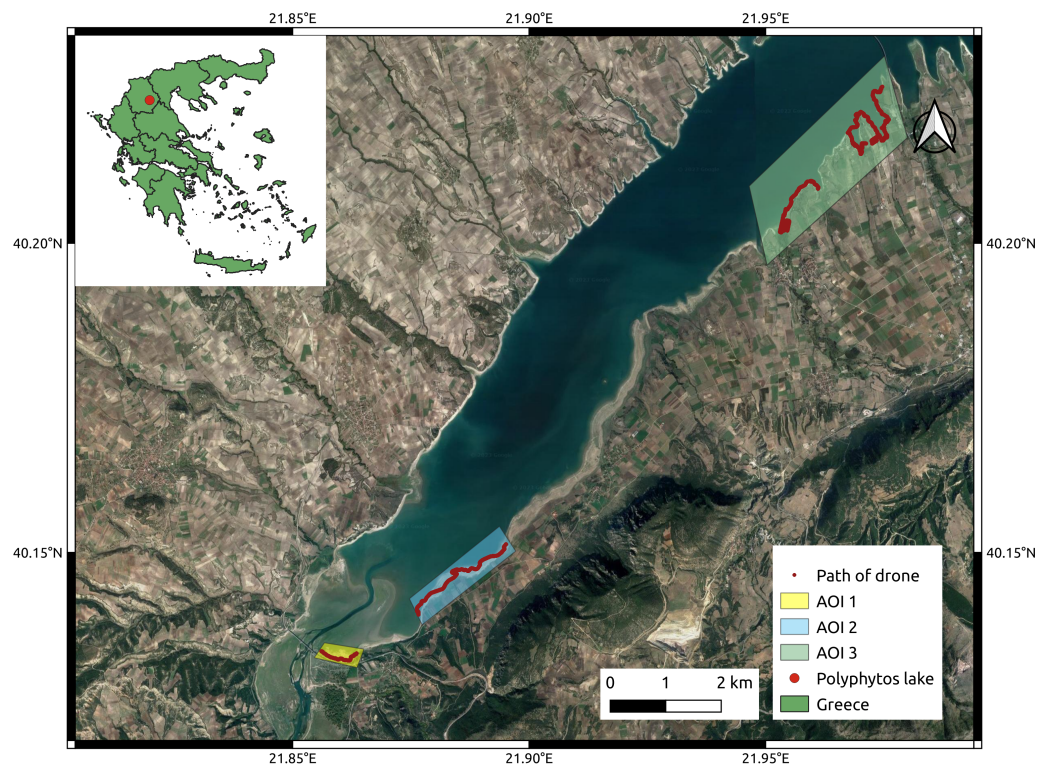 21.85°E 21.90°E 21.95°E
40.20°N 40.20°N
40.15°N 40.15°N
Path of drone
AOI 1
AOI 2
AOI 3
Polyphytos lake
Greece
0 1 2 km
21.85°E 21.90°E 21.95°E